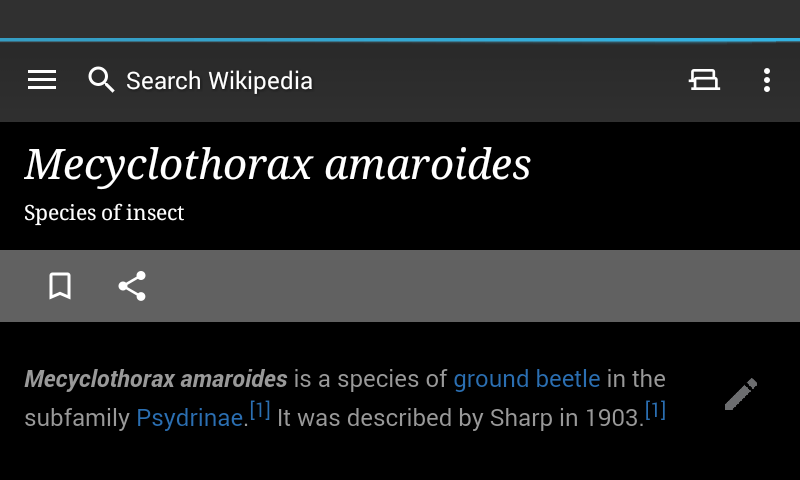 Search Wikipedia
Mecyclothorax amaroides
Species of insect
Mecyclothorax amaroides is a species of ground beetle in the
subfamily Psydrinae.[1] It was described by Sharp in 1903.[1]